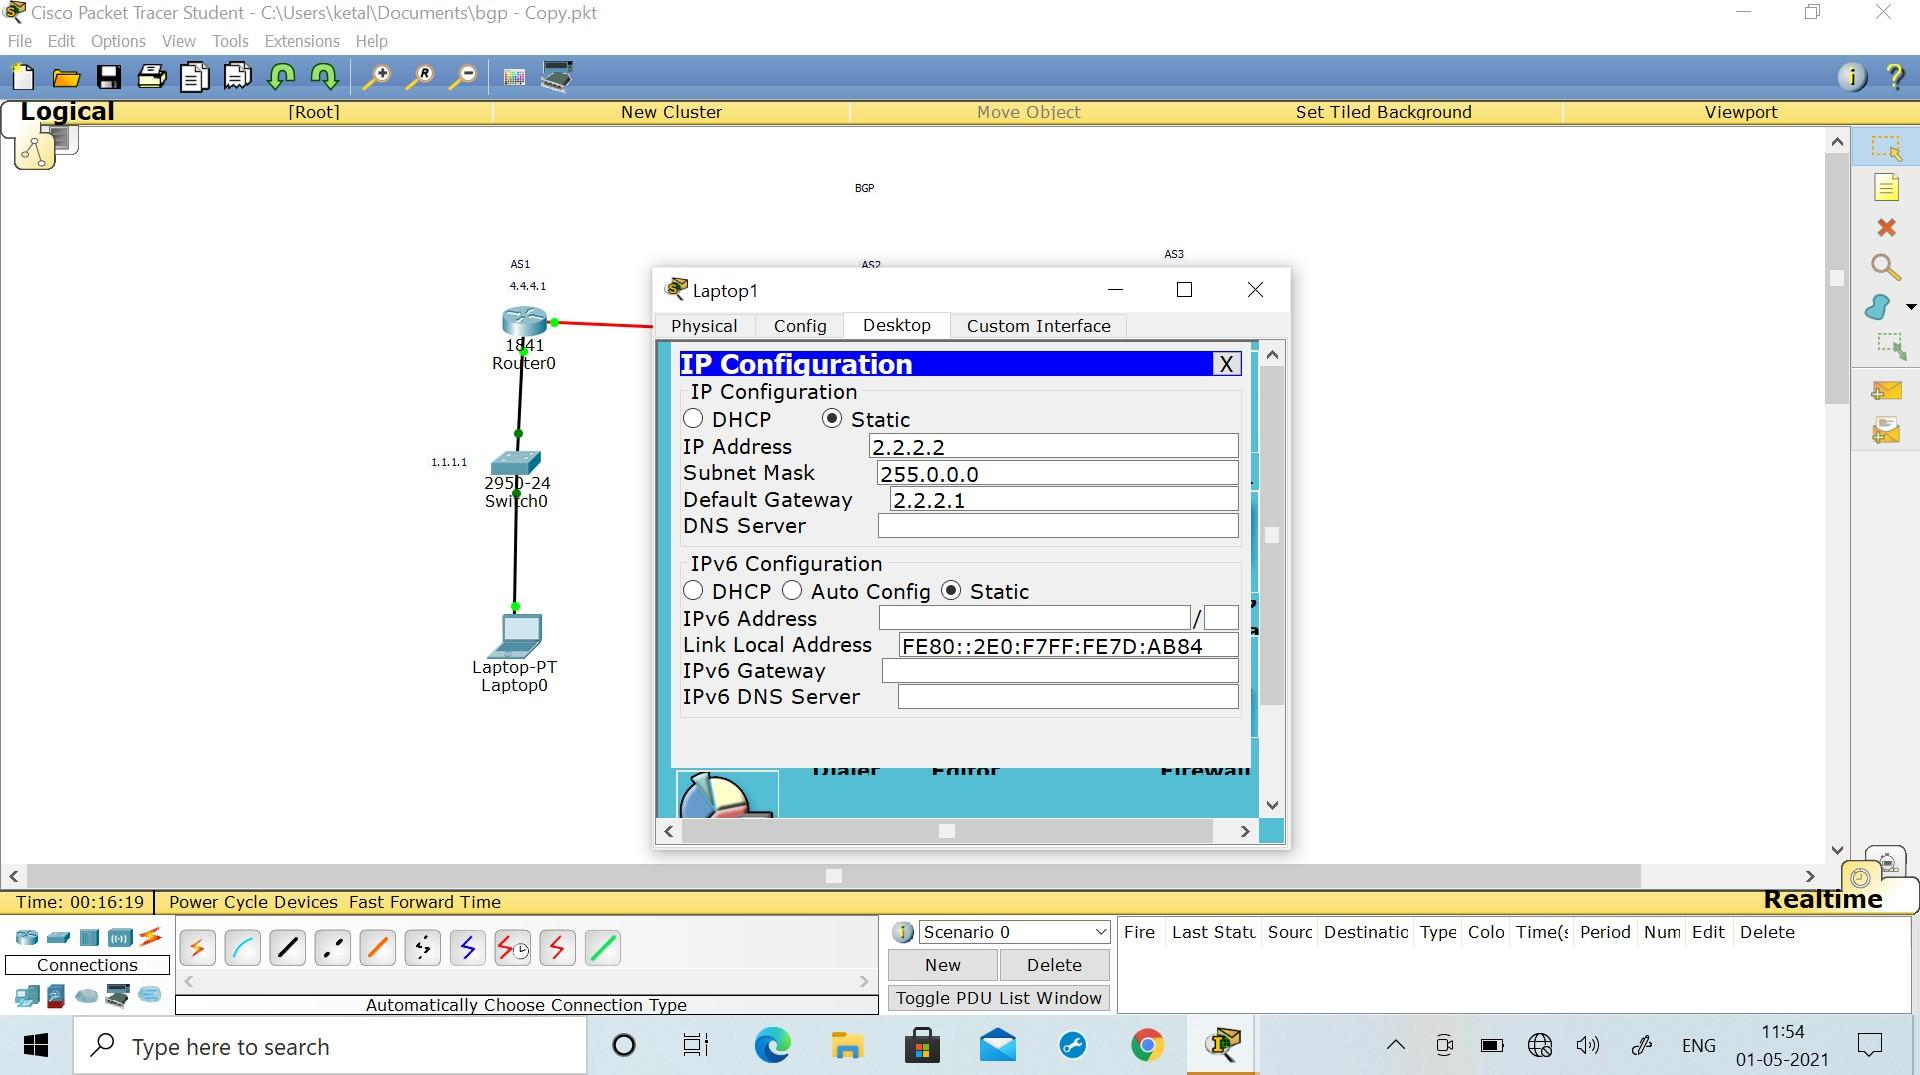 Cisco Packet Tracer Student - C:\Users\ketal\Documents\bgp - Copy.pkt
File Edit Options View Tools Extensions Help
Logical [Root] New Cluster Move Object Set Tiled Background Viewport
BGP
AS1
AS2
AS3
4.4.4.1
1841
Router0
1.1.1.1
2950-24
Switch0
Laptop-PT
Laptop0
Laptop1
Physical Config Desktop Custom Interface
IP Configuration X
IP Configuration
DHCP Static
IP Address 2.2.2.2
Subnet Mask 255.0.0.0
Default Gateway 2.2.2.1
DNS Server
IPv6 Configuration
DHCP Auto Config Static
IPv6 Address /
Link Local Address FE80::2E0:F7FF:FE7D:AB84
IPv6 Gateway
IPv6 DNS Server
Dialer Editor Firewall
Time: 00:16:19 Power Cycle Devices Fast Forward Time Realtime
Connections
Automatically Choose Connection Type
Scenario 0
New Delete
Toggle PDU List Window
Fire Last Statu Sourc Destinatio Type Colo Time(s Period Num Edit Delete
Type here to search
ENG
11:54
01-05-2021